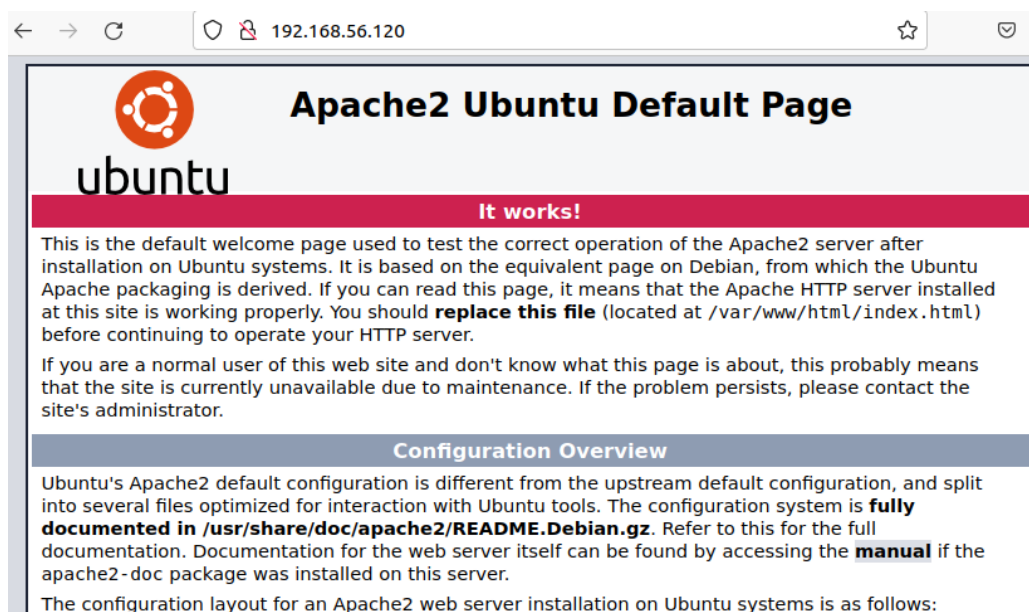 192.168.56.120
Apache2 Ubuntu Default Page
ubuntu
It works!
This is the default welcome page used to test the correct operation of the Apache2 server after
installation on Ubuntu systems. It is based on the equivalent page on Debian, from which the Ubuntu
Apache packaging is derived. If you can read this page, it means that the Apache HTTP server installed
at this site is working properly. You should replace this file (located at /var/www/html/index.html)
before continuing to operate your HTTP server.
If you are a normal user of this web site and don't know what this page is about, this probably means
that the site is currently unavailable due to maintenance. If the problem persists, please contact the
site's administrator.
Configuration Overview
Ubuntu's Apache2 default configuration is different from the upstream default configuration, and split
into several files optimized for interaction with Ubuntu tools. The configuration system is fully
documented in /usr/share/doc/apache2/README.Debian.gz. Refer to this for the full
documentation. Documentation for the web server itself can be found by accessing the manual if the
apache2-doc package was installed on this server.
The configuration layout for an Apache2 web server installation on Ubuntu systems is as follows: